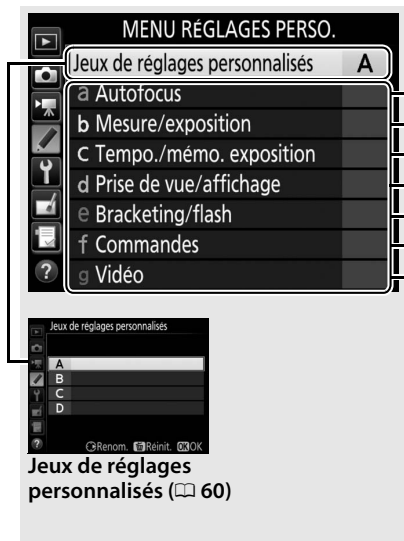 MENU RÉGLAGES PERSO.
Jeux de réglages personnalisés A
a Autofocus
b Mesure/exposition
c Tempo./mémo. exposition
d Prise de vue/affichage
e Bracketing/flash
f Commandes
g Vidéo
?
Jeux de réglages personnalisés
A
B
C
D
?
Renom. Réinit. OK OK
Jeux de réglages
personnalisés (60)